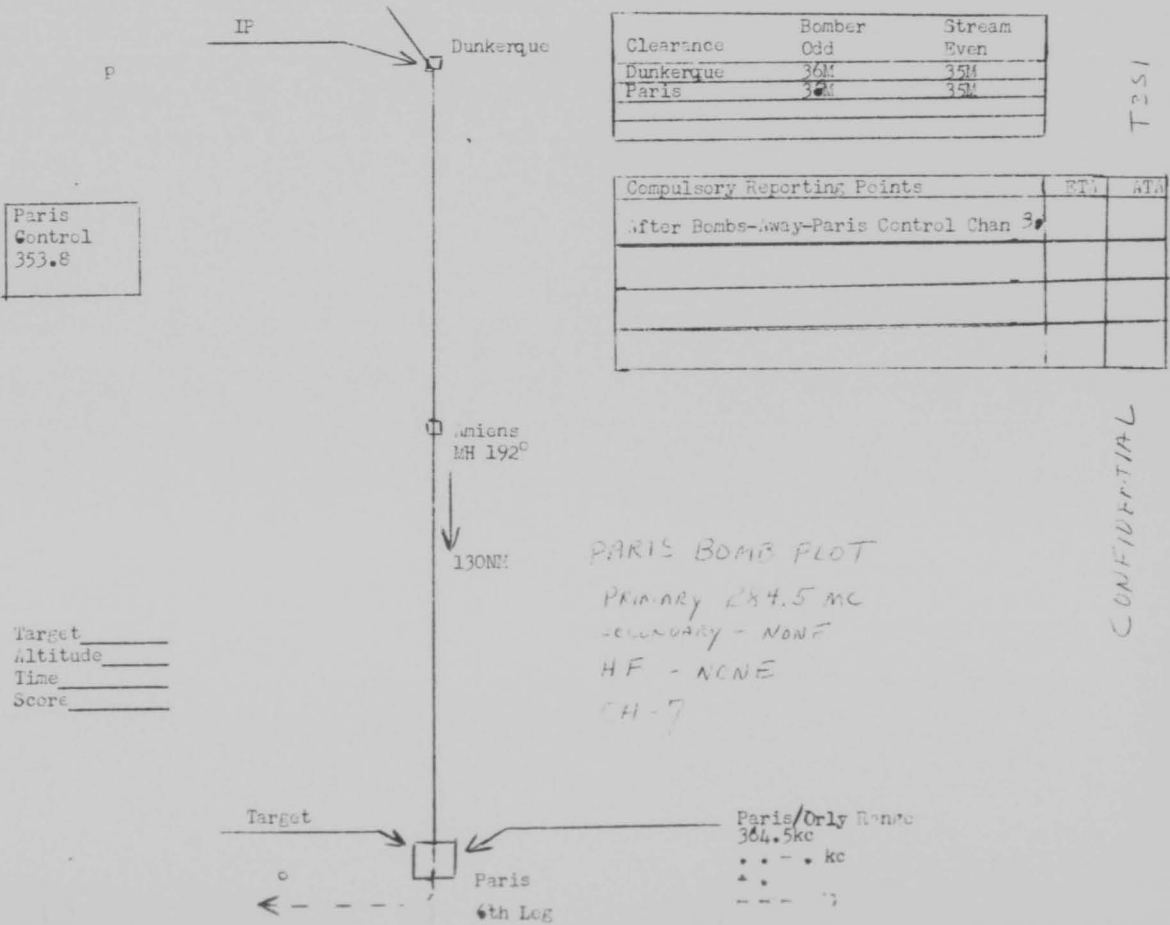 IP
Dunkerque
p
Bomber Stream
Clearance Odd Even
Dunkerque 36M 35M
Paris 35M
T251
Compulsory Reporting Points ETA ATA
After Bombs-Away-Paris Control Chan 3
Paris
Control
353.8
Amiens
MH 192°
130NM
CONFIDENTIAL
PARIS BOMB PLOT
PRIMARY 284.5 MC
SECONDARY - NONE
HF - NONE
CH-7
Target
Altitude
Time
Score
Target
Paris/Orly Range
364.5kc
. . - . kc
Paris
6th Leg